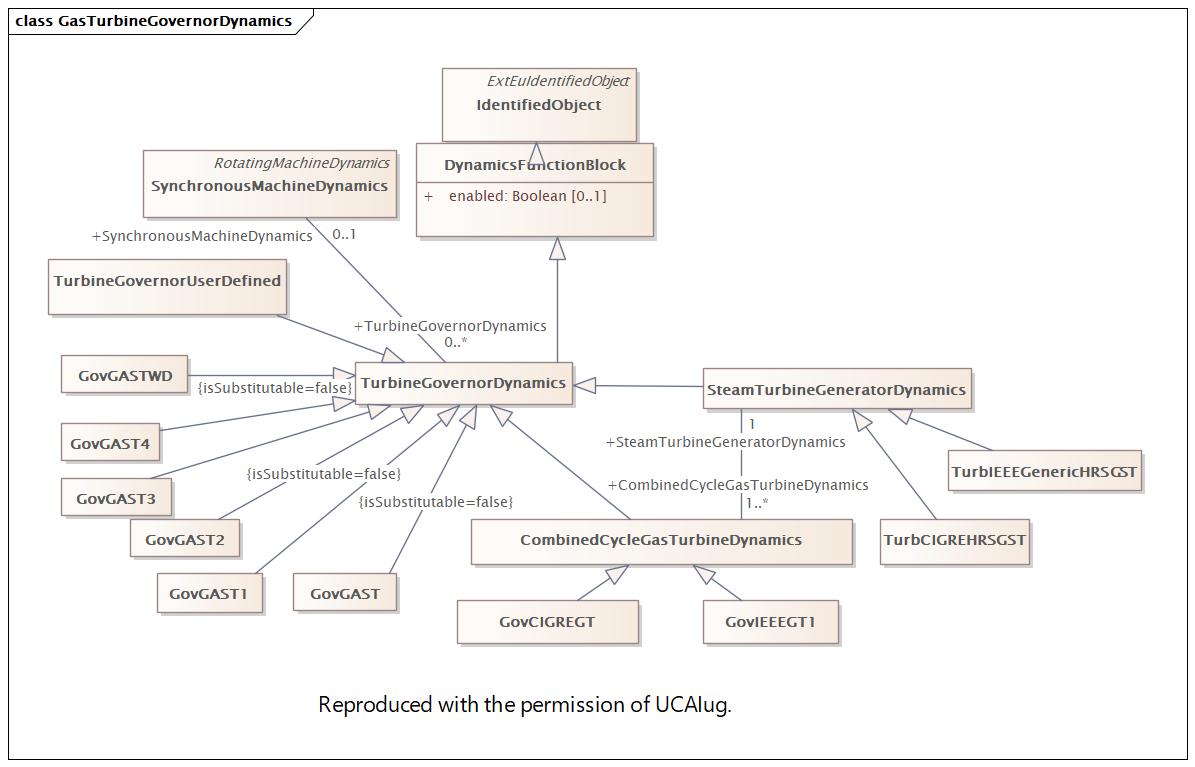 class GasTurbineGovernorDynamics
ExtEuIdentifiedObject
IdentifiedObject
DynamicsFunctionBlock
+ enabled: Boolean [0..1]
RotatingMachineDynamics
SynchronousMachineDynamics
+SynchronousMachineDynamics 0..1
TurbineGovernorUserDefined
+TurbineGovernorDynamics
0..*
GovGASTWD
{isSubstitutable=false}
TurbineGovernorDynamics
SteamTurbineGeneratorDynamics
1
+SteamTurbineGeneratorDynamics
GovGAST4
{isSubstitutable=false}
TurbIEEEGenericHRSGST
+CombinedCycleGasTurbineDynamics
1..*
GovGAST3
{isSubstitutable=false}
GovGAST2
CombinedCycleGasTurbineDynamics
TurbCIGREHRSGST
GovGAST1
GovGAST
GovCIGREGT
GovIEEEGT1
Reproduced with the permission of UCAIug.